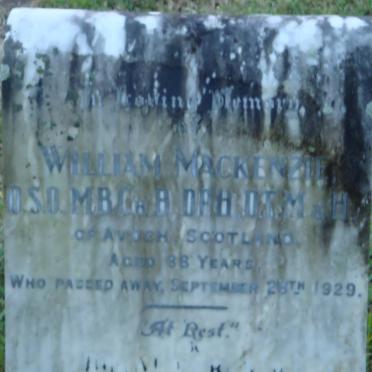 In Loving Memory
of
WILLIAM MACKENZIE
D.S.O. M.B. CH. B. D.P.H. D.T.M & H.
OF AVOCH, SCOTLAND.
AGED 38 YEARS.
WHO PASSED AWAY, SEPTEMBER 28TH 1929.
"At Rest."